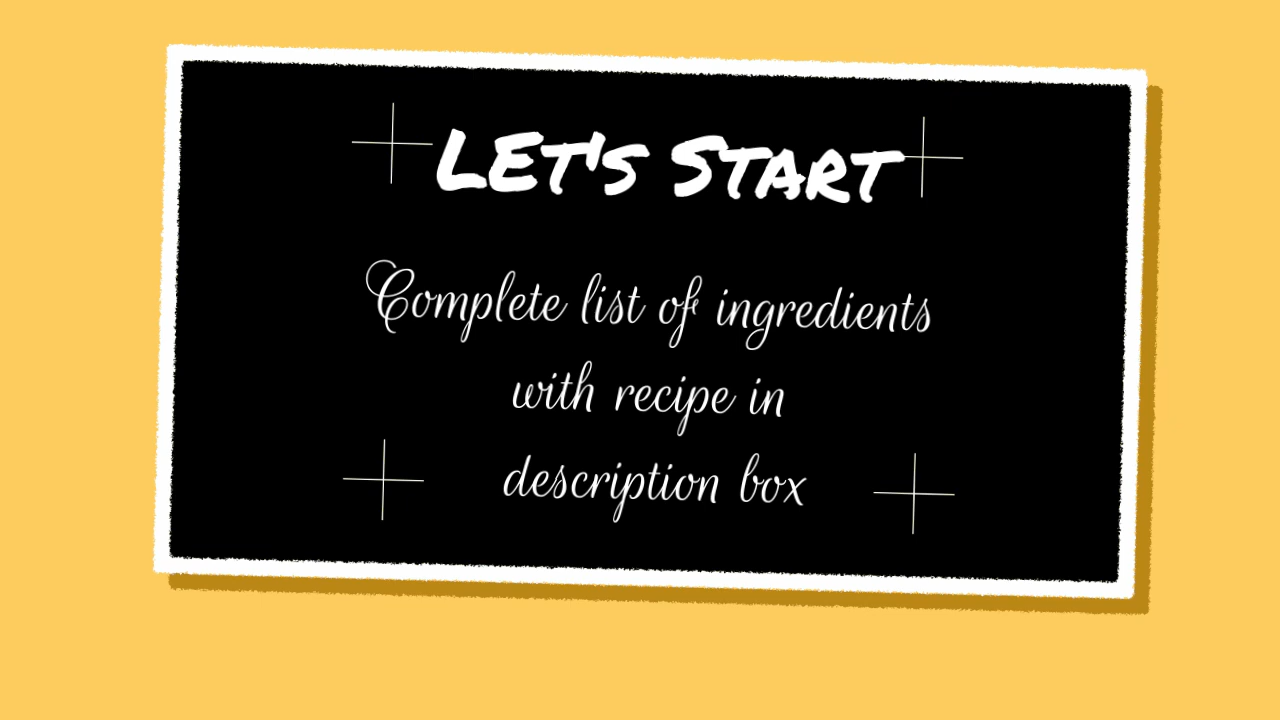 LET'S START
Complete list of ingredients
with recipe in
description box